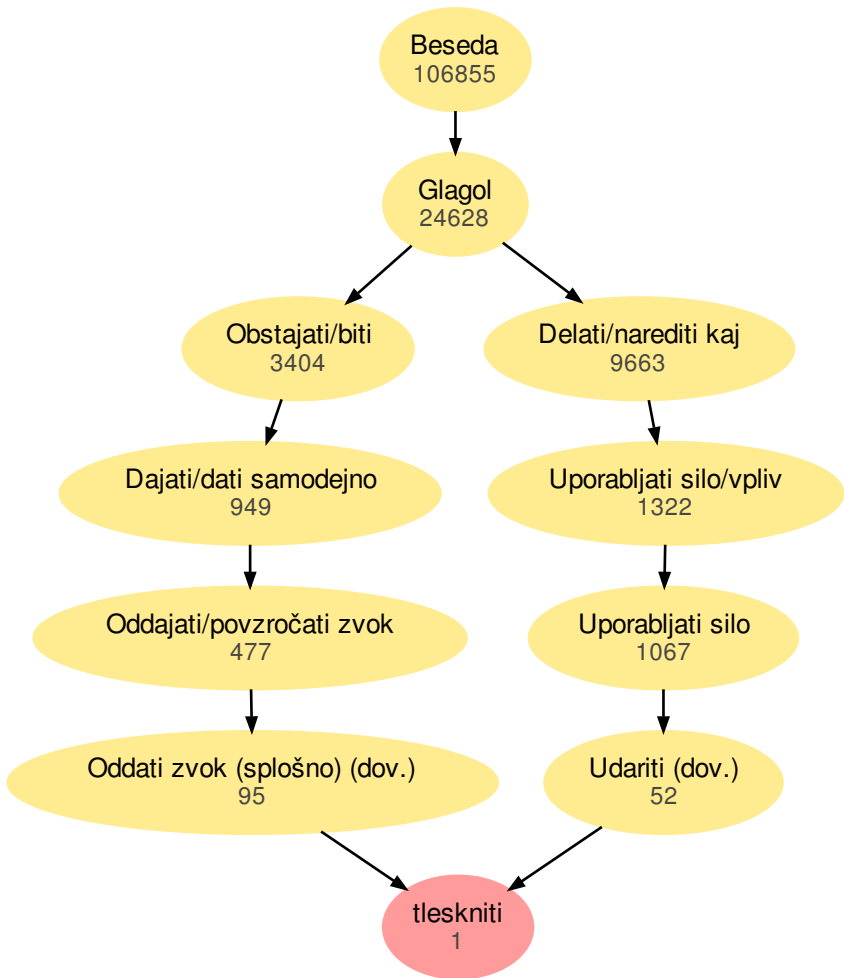 Beseda
106855
Glagol
24628
Obstajati/biti
3404
Delati/narediti kaj
9663
Dajati/dati samodejno
949
Uporabljati silo/vpliv
1322
Oddajati/povzročati zvok
477
Uporabljati silo
1067
Oddati zvok (splošno) (dov.)
95
Udariti (dov.)
52
tleskniti
1